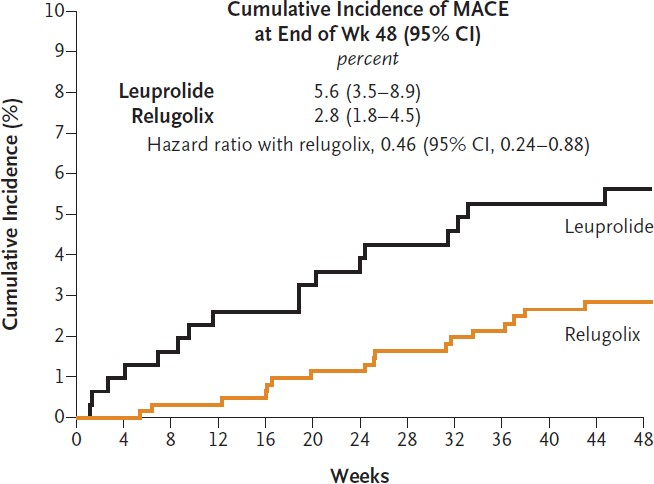 Cumulative Incidence of MACE
at End of Wk 48 (95% CI)
percent
Leuprolide 5.6 (3.5–8.9)
Relugolix 2.8 (1.8–4.5)
Hazard ratio with relugolix, 0.46 (95% CI, 0.24–0.88)
Cumulative Incidence (%)
10
9
8
7
6
5
4
3
2
1
0
Leuprolide
Relugolix
0 4 8 12 16 20 24 28 32 36 40 44 48
Weeks